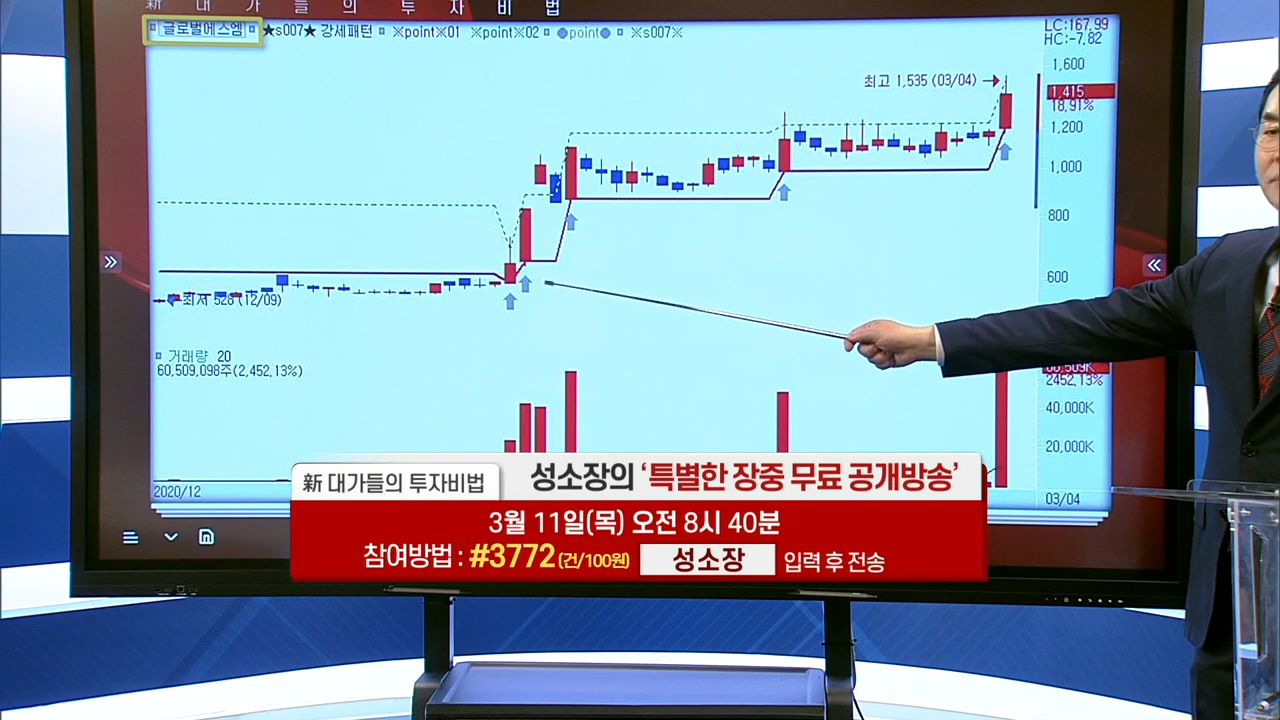 新 대 가 들 의 투 자 비 법
글로벌에스엠 ★s007★ 강세패턴 ※point※01 ※point※02 ●point● ※s007※
LC:167.99
HC:-7.82
1,600
최고 1,535 (03/04)
1,415
18.91%
1,200
1,000
800
600
최저 528 (12/09)
거래량 20
60,509,098주(2,452.13%)
60,509K
2452.13%
40,000K
20,000K
2020/12
03/04
新 대가들의 투자비법
성소장의 '특별한 장중 무료 공개방송'
3월 11일(목) 오전 8시 40분
참여방법 : #3772(건/100원) 성소장 입력 후 전송